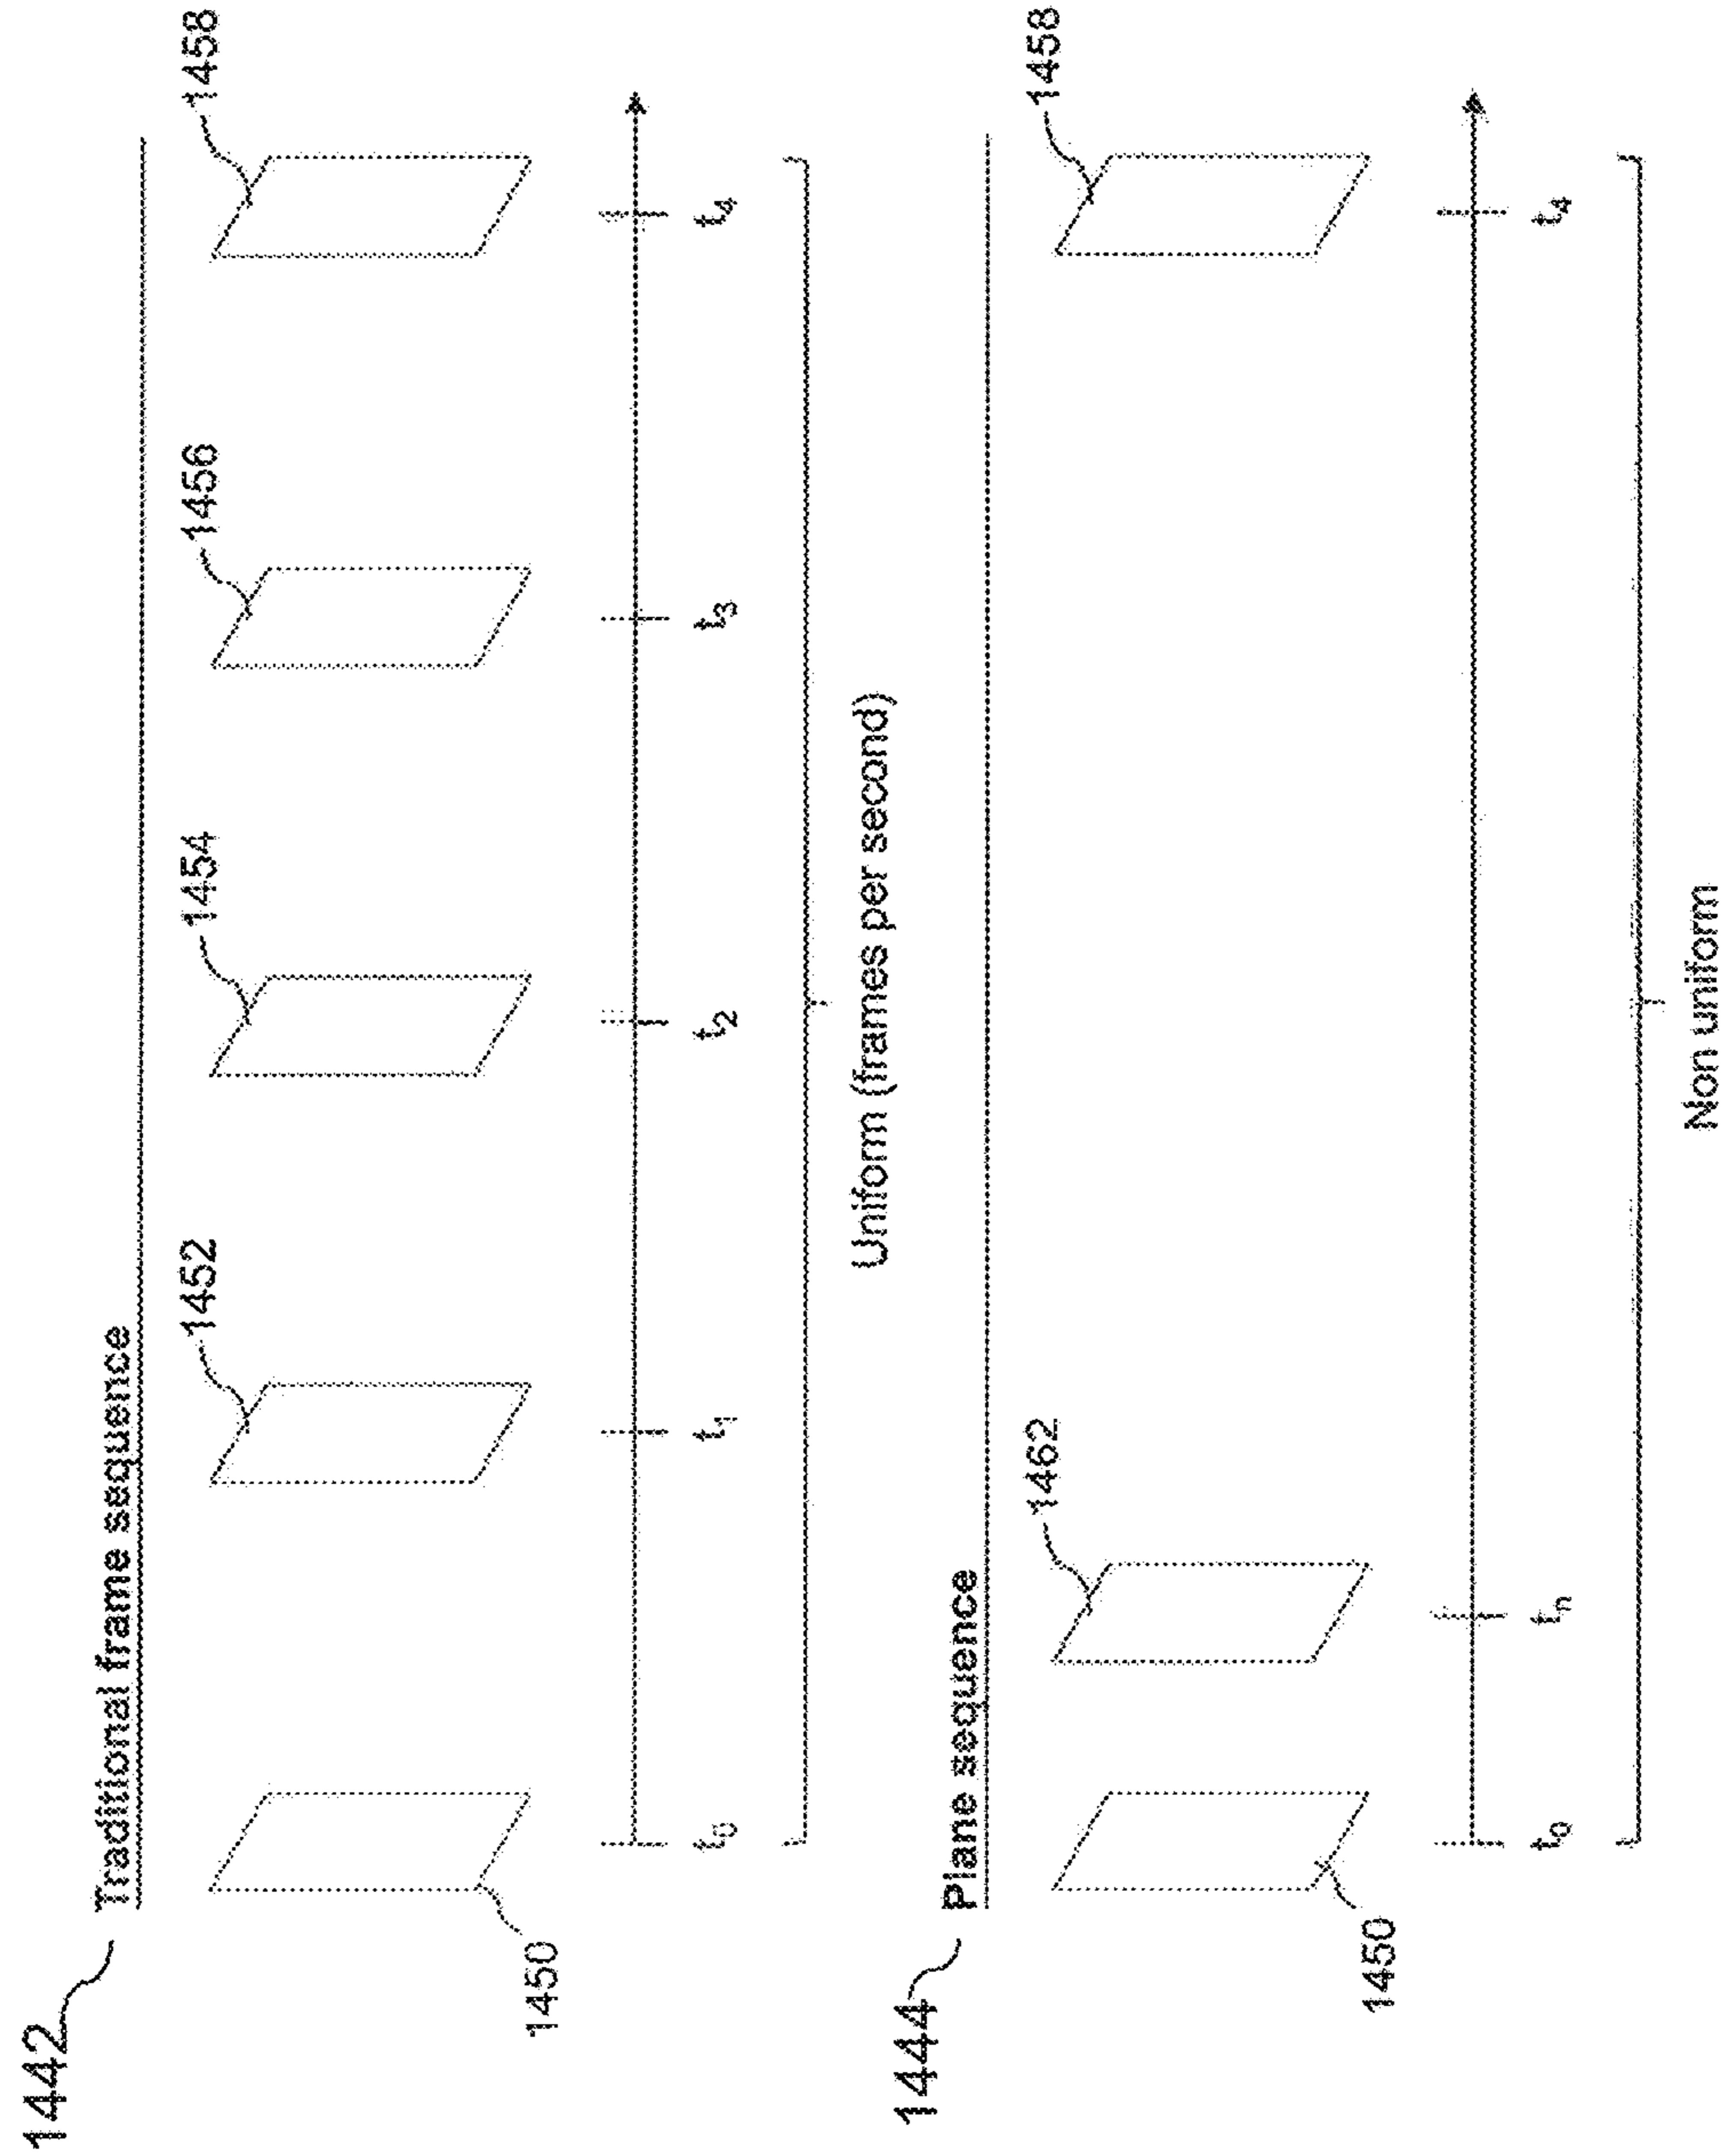 1442 Traditional frame sequence
1452 1454 1456 1458
1450
t0 t1 t2 t3 t4
Uniform (frames per second)
1444 Plane sequence
1462 1458
1450
t0 tn t4
Non uniform